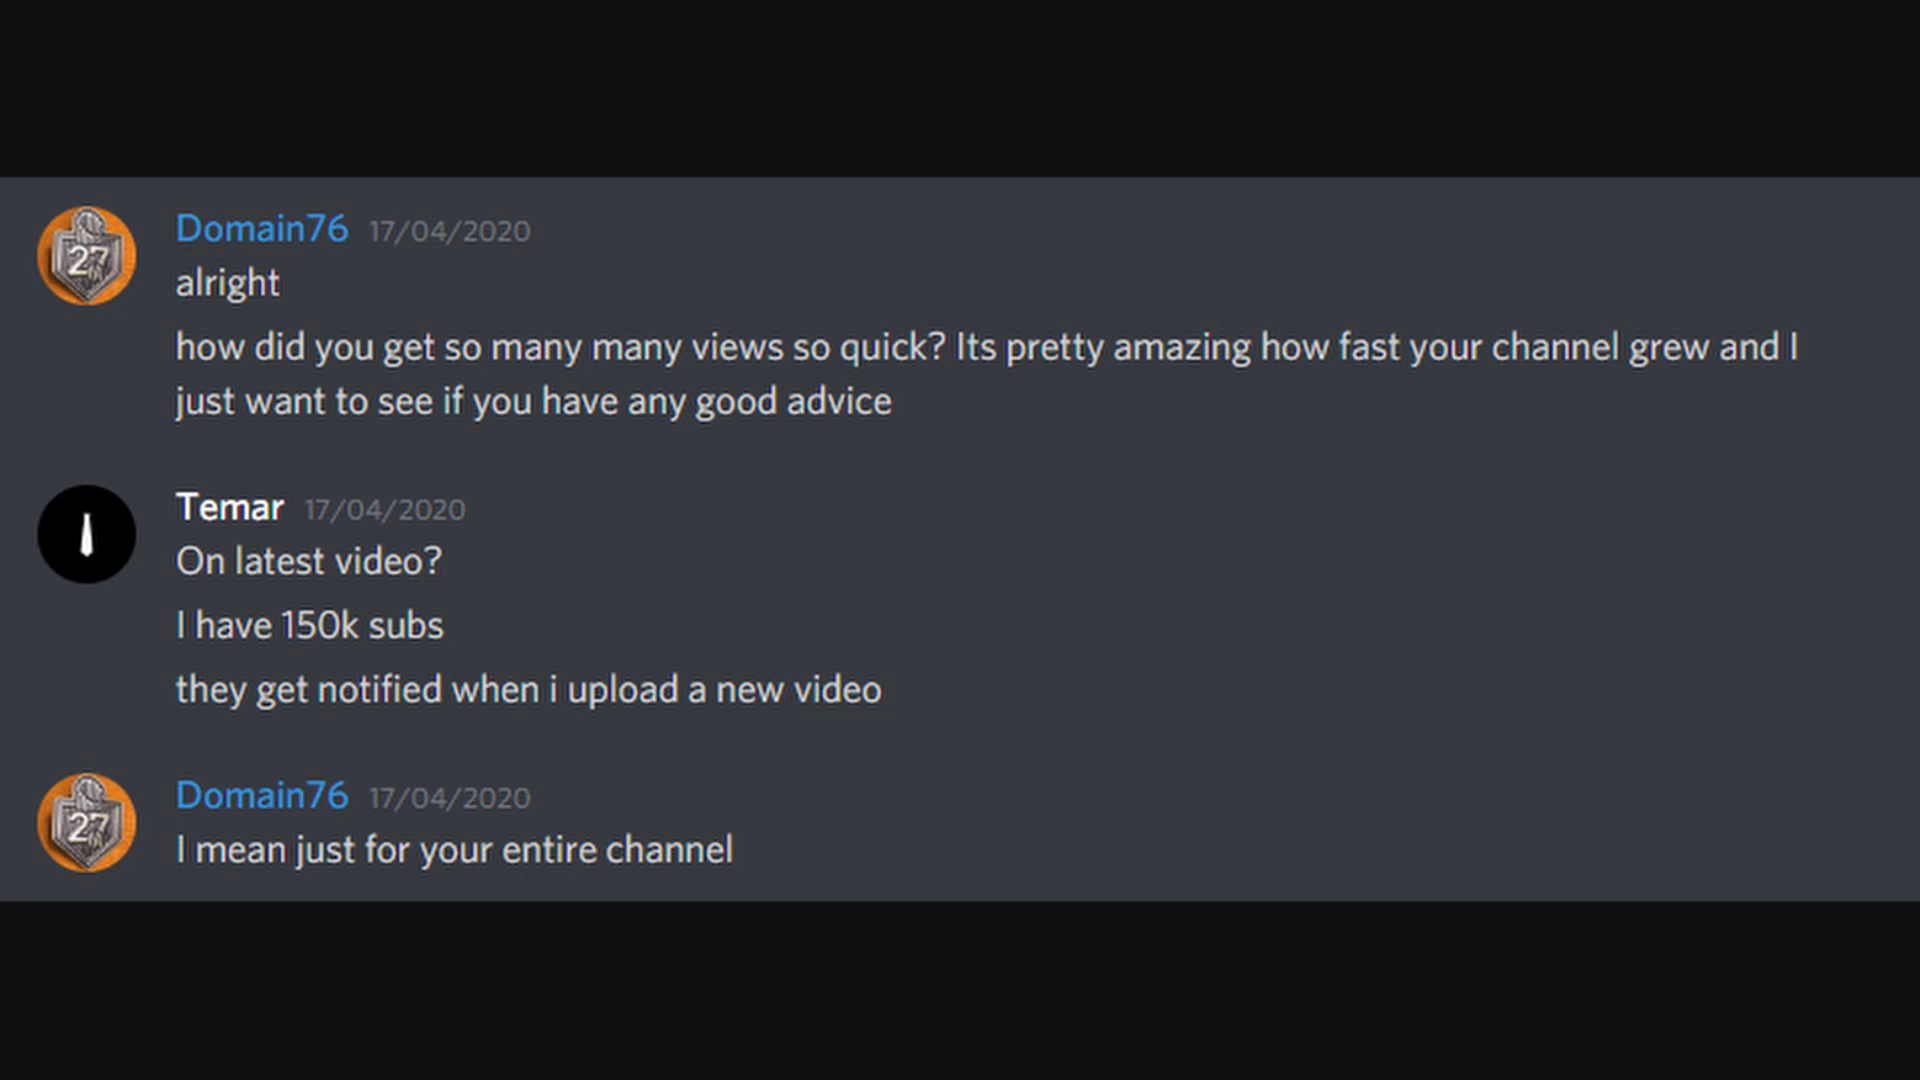 Domain76 17/04/2020
27
alright
how did you get so many many views so quick? Its pretty amazing how fast your channel grew and I
just want to see if you have any good advice
Temar 17/04/2020
On latest video?
I have 150k subs
they get notified when i upload a new video
Domain76 17/04/2020
27
I mean just for your entire channel